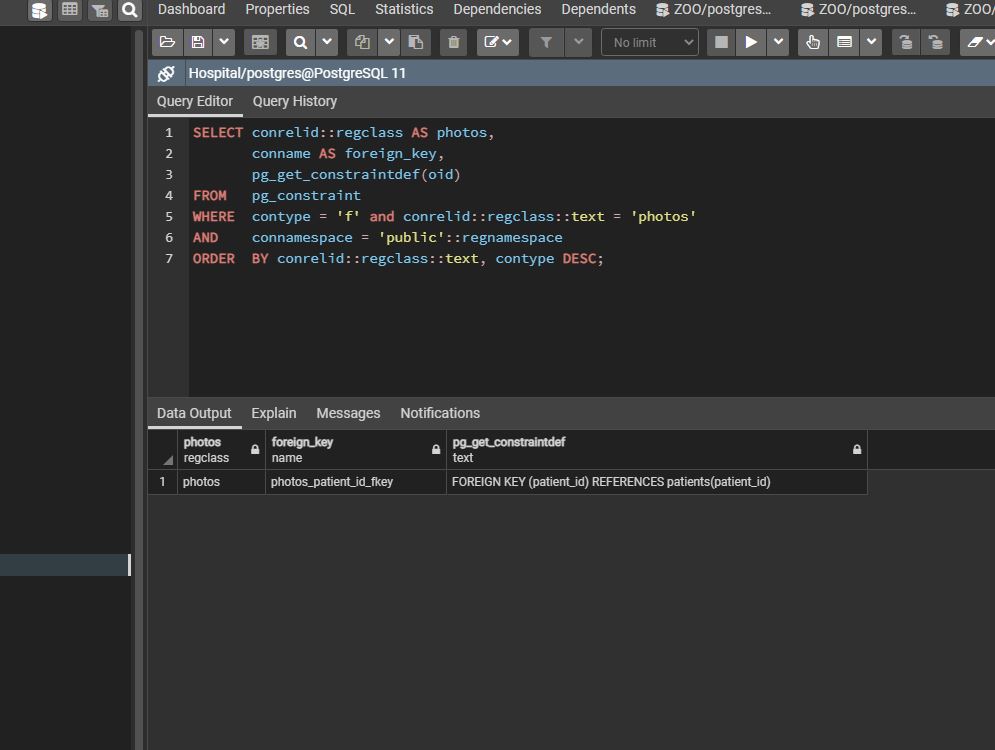 Dashboard Properties SQL Statistics Dependencies Dependents ZOO/postgres... ZOO/postgres... ZOO/
No limit
Hospital/postgres@PostgreSQL 11
Query Editor Query History
1 SELECT conrelid::regclass AS photos,
2 conname AS foreign_key,
3 pg_get_constraintdef(oid)
4 FROM pg_constraint
5 WHERE contype = 'f' and conrelid::regclass::text = 'photos'
6 AND connamespace = 'public'::regnamespace
7 ORDER BY conrelid::regclass::text, contype DESC;
Data Output Explain Messages Notifications
photos foreign_key pg_get_constraintdef
regclass name text
1 photos photos_patient_id_fkey FOREIGN KEY (patient_id) REFERENCES patients(patient_id)